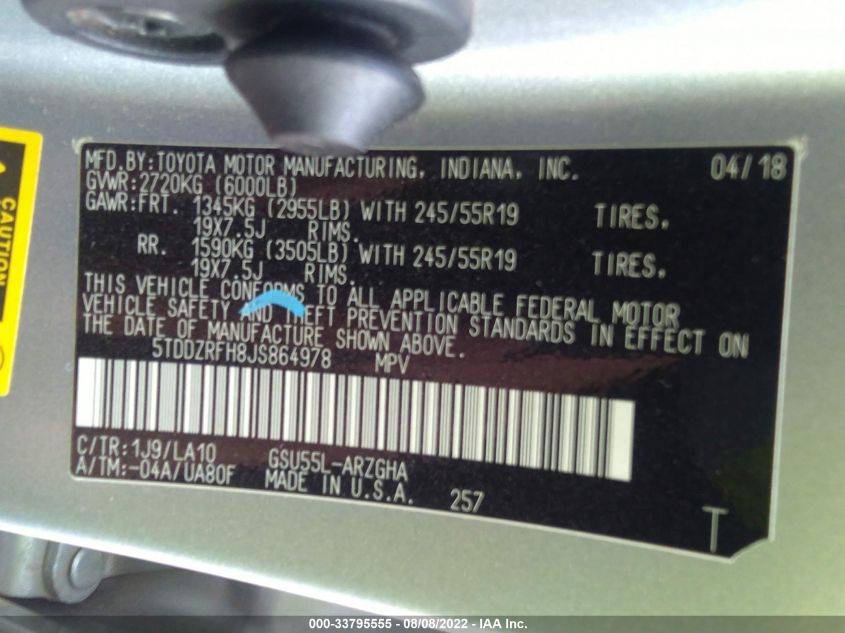 CAUTION
MFD.BY:TOYOTA MOTOR MANUFACTURING, INDIANA, INC. 04/18
GVWR:2720KG (6000LB)
GAWR:FRT. 1345KG (2955LB) WITH 245/55R19 TIRES.
19X7.5J RIMS.
RR. 1590KG (3505LB) WITH 245/55R19 TIRES.
19X7.5J RIMS.
THIS VEHICLE CONFORMS TO ALL APPLICABLE FEDERAL MOTOR
VEHICLE SAFETY AND THEFT PREVENTION STANDARDS IN EFFECT ON
THE DATE OF MANUFACTURE SHOWN ABOVE.
5TDDZRFH8JS864978 MPV
C/TR:1J9/LA10 GSU55L-ARZGHA
A/TM:-04A/UA80F MADE IN U.S.A. 257
T
000-33795555 - 08/08/2022 - IAA Inc.